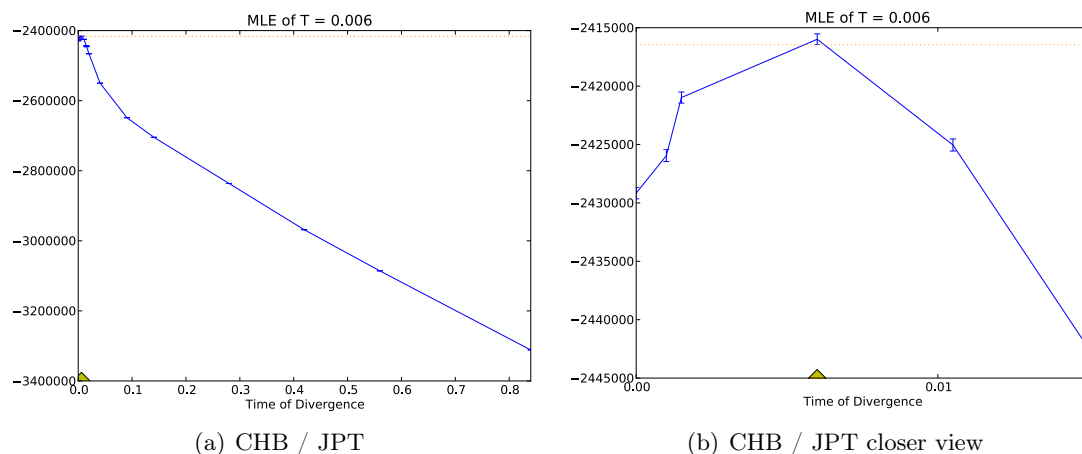 MLE of T = 0.006
−2400000
−2600000
−2800000
−3000000
−3200000
−3400000
0.0 0.1 0.2 0.3 0.4 0.5 0.6 0.7 0.8
Time of Divergence
(a) CHB / JPT
MLE of T = 0.006
−2415000
−2420000
−2425000
−2430000
−2435000
−2440000
−2445000
0.00 0.01
Time of Divergence
(b) CHB / JPT closer view